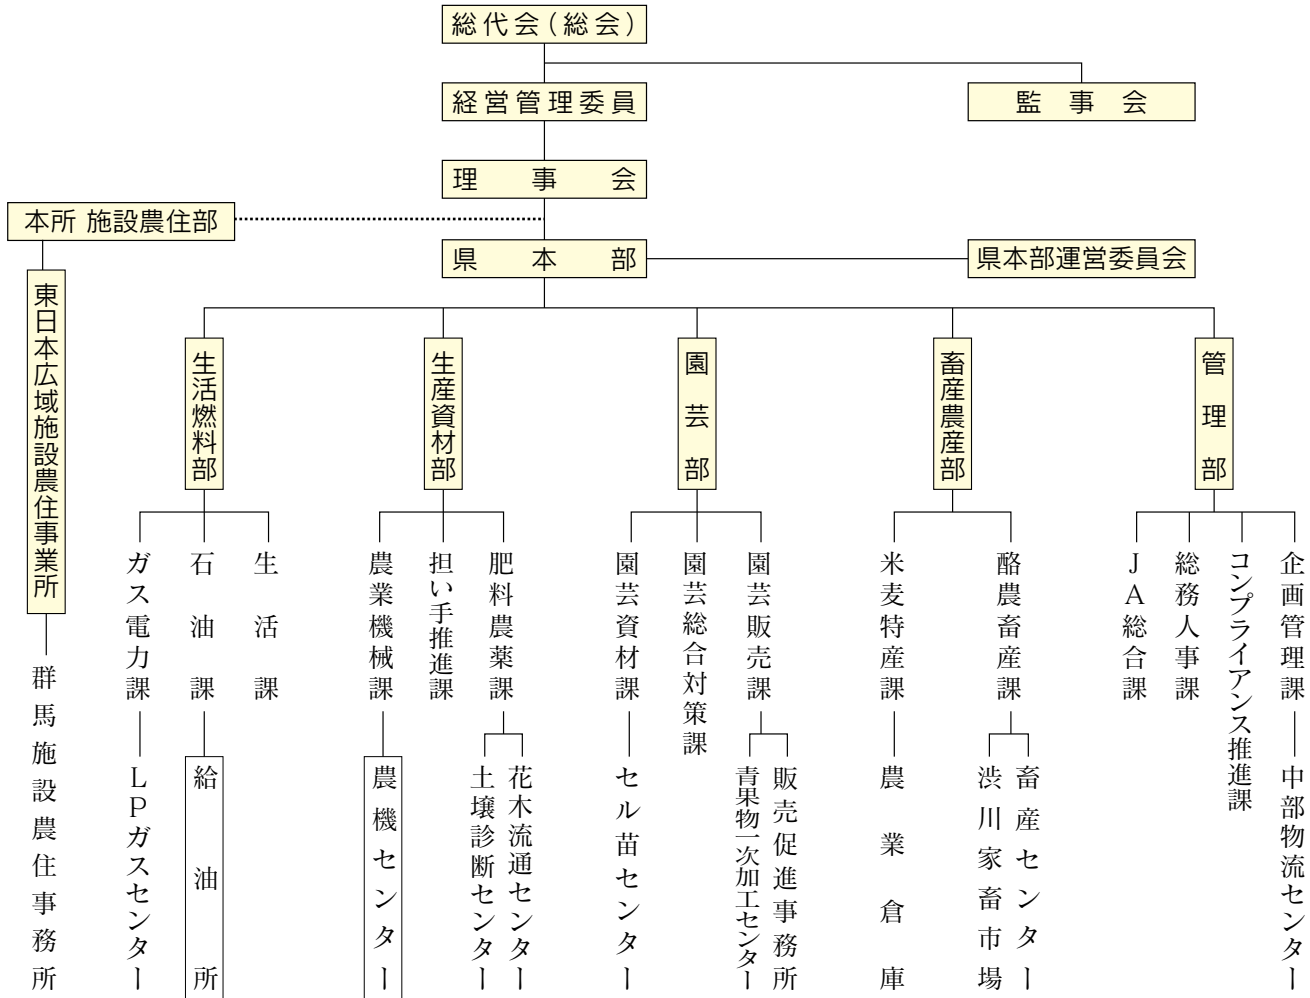 総代会(総会)
経営管理委員
監事会
理事会
本所 施設農住部
県本部
県本部運営委員会
東日本広域施設農住事業所
生活燃料部
生産資材部
園芸部
畜産農産部
管理部
ガス電力課
石油課
生活課
農業機械課
担い手推進課
肥料農薬課
園芸資材課
園芸総合対策課
園芸販売課
米麦特産課
酪農畜産課
JA総合課
総務人事課
コンプライアンス推進課
企画管理課
群馬施設農住事務所
LPガスセンター
給油所
農機センター
土壌診断センター
花木流通センター
セル苗センター
青果物一次加工センター
販売促進事務所
農業倉庫
渋川家畜市場
畜産センター
中部物流センター